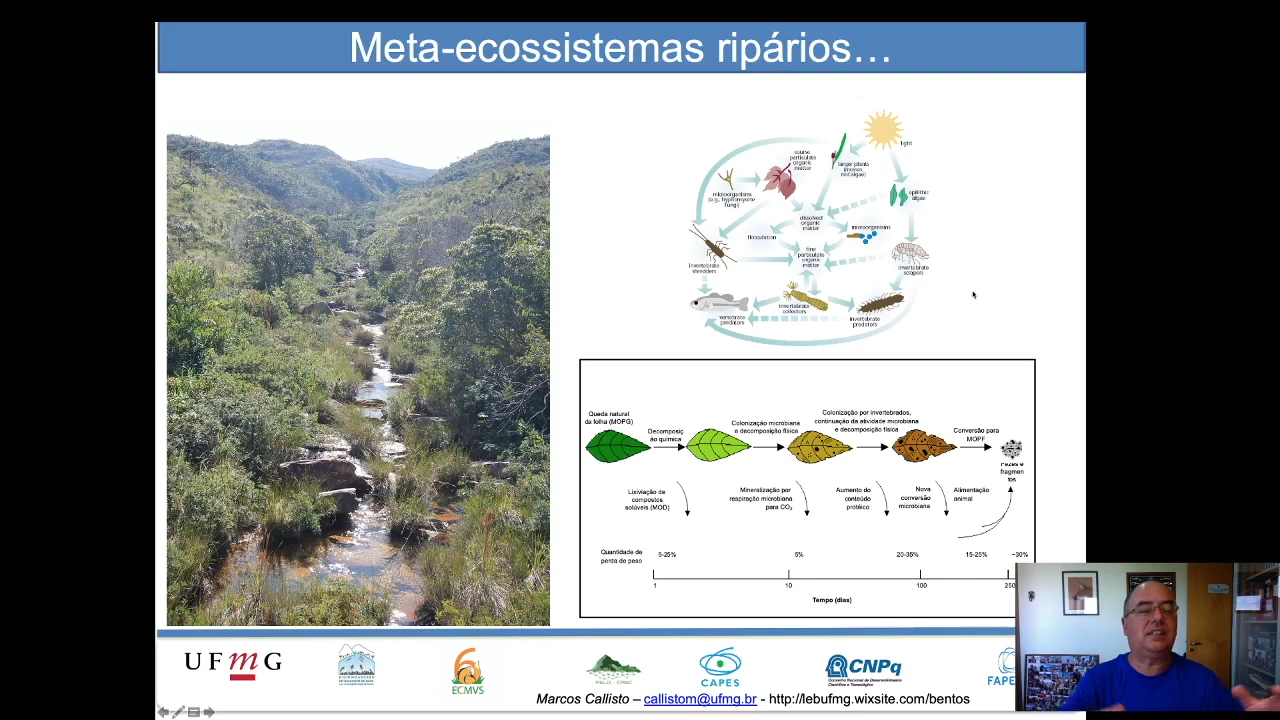 Meta-ecossistemas ripários…
light
course
particulate
organic
matter
larger plants
(mosses,
red algae)
microorganisms
(e.g., hyphomycete
fungi)
epilithic
algae
dissolved
organic
matter
flocculation
microorganisms
fine
particulate
organic
matter
invertebrate
shredders
invertebrate
scrapers
invertebrate
collectors
vertebrate
predators
invertebrate
predators
Queda natural
da folha (MOPG)
Decomposiç
ão química
Colonização microbiana
e decomposição física
Colonização por invertebrados,
continuação da atividade microbiana
e decomposição física
Conversão para
MOPF
fragmen
tos
Lixiviação de
compostos
solúveis (MOD)
Mineralização por
respiração microbiana
para CO₂
Aumento do
conteúdo
protéico
Nova
conversão
microbiana
Alimentação
animal
Quantidade de
perda de peso
5-25%
5%
20-35%
15-25%
~30%
1
10
100
250
Tempo (dias)
UFmG
ECMVS
CAPES
CNPq
Conselho Nacional de Desenvolvimento
Científico e Tecnológico
FAPE
Marcos Callisto – callistom@ufmg.br - http://lebufmg.wixsite.com/bentos